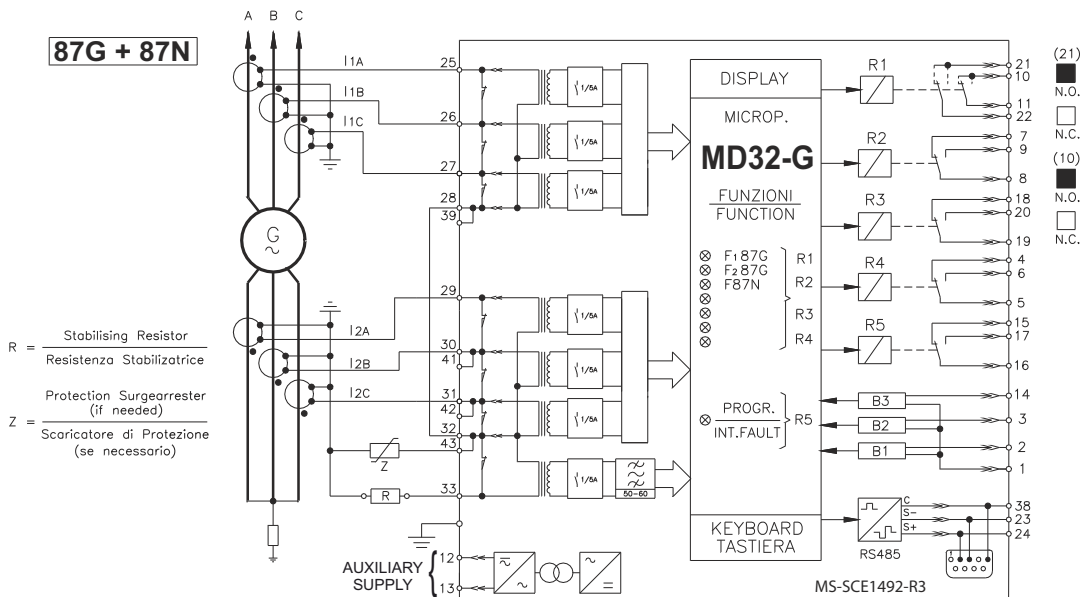 A B C
87G + 87N
I1A
I1B
I1C
25
26
27
28
39
1/5A
1/5A
1/5A
G
~
29
30
41
31
42
32
43
33
I2A
I2B
I2C
1/5A
1/5A
1/5A
1/5A
50-60
R = Stabilising Resistor
Resistenza Stabilizatrice
Z = Protection Surgearrester
(if needed)
Scaricatore di Protezione
(se necessario)
Z
R
AUXILIARY
SUPPLY
12
13
DISPLAY
MICROP.
MD32-G
FUNZIONI
FUNCTION
F187G R1
F287G
F87N R2
R3
R4
PROGR.
INT.FAULT
R5
KEYBOARD
TASTIERA
R1
R2
R3
R4
R5
B3
B2
B1
RS485
C
S-
S+
21
10
11
22
7
9
8
18
20
19
4
6
5
15
17
16
14
3
2
1
38
23
24
1
(21)
N.O.
N.C.
(10)
N.O.
N.C.
MS-SCE1492-R3